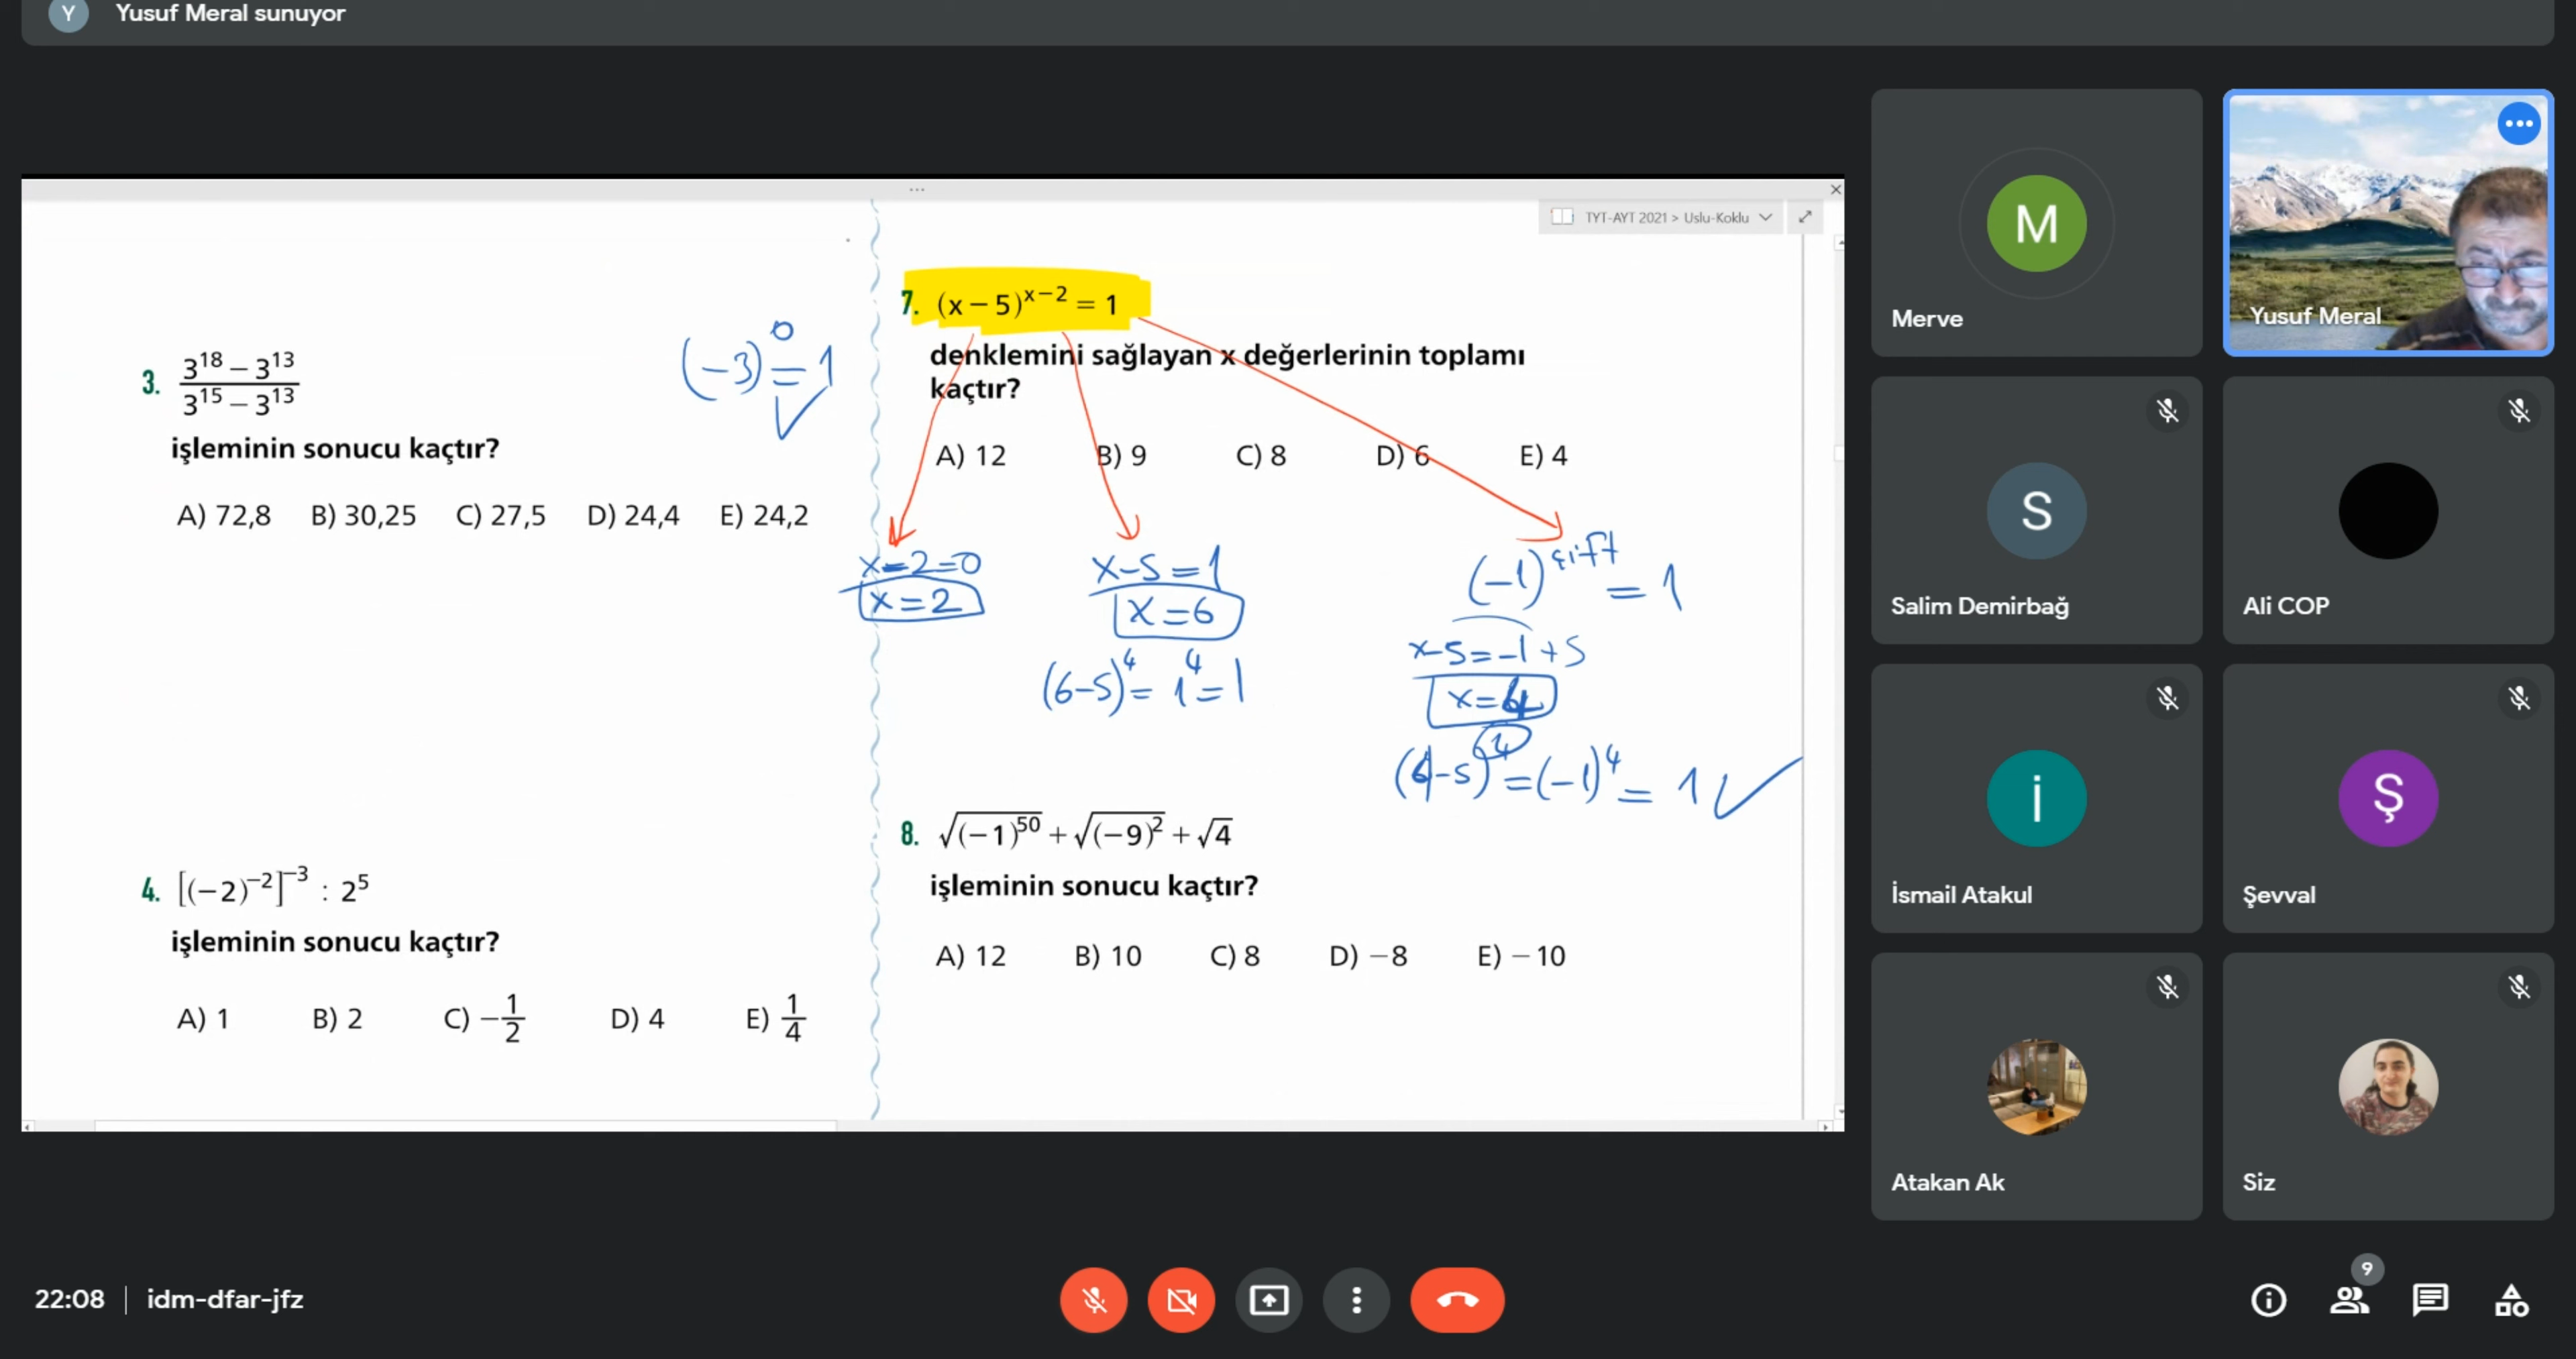 Y Yusuf Meral sunuyor
TYT-AYT 2021 > Uslu-Koklu
3. 3^18 – 3^13 / 3^15 – 3^13
işleminin sonucu kaçtır?
A) 72,8 B) 30,25 C) 27,5 D) 24,4 E) 24,2
(-3)^0 = 1 ✓
4. [(–2)^–2]^–3 : 2^5
işleminin sonucu kaçtır?
A) 1 B) 2 C) –1/2 D) 4 E) 1/4
7. (x – 5)^x–2 = 1
denklemini sağlayan x değerlerinin toplamı
kaçtır?
A) 12 B) 9 C) 8 D) 6 E) 4
x-2=0
x=2
x-5=1
x=6
(6-5)^4 = 1^4 = 1
(-1)^çift = 1
x-5=-1+5
x=4
= (-1)^4 = 1 ✓
8. √(–1)^50 + √(–9)^2 + √4
işleminin sonucu kaçtır?
A) 12 B) 10 C) 8 D) –8 E) –10
M
Merve
Yusuf Meral
S
Salim Demirbağ
Ali COP
i
İsmail Atakul
Ş
Şevval
Atakan Ak
Siz
22:08 | idm-dfar-jfz
9